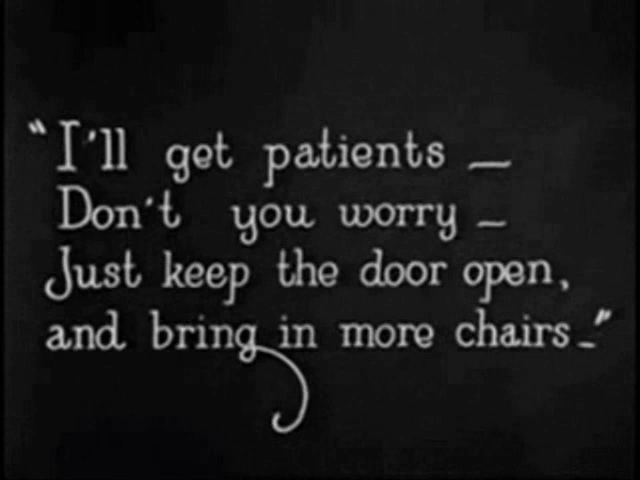 "I'll get patients —
Don't you worry —
Just keep the door open,
and bring in more chairs—"